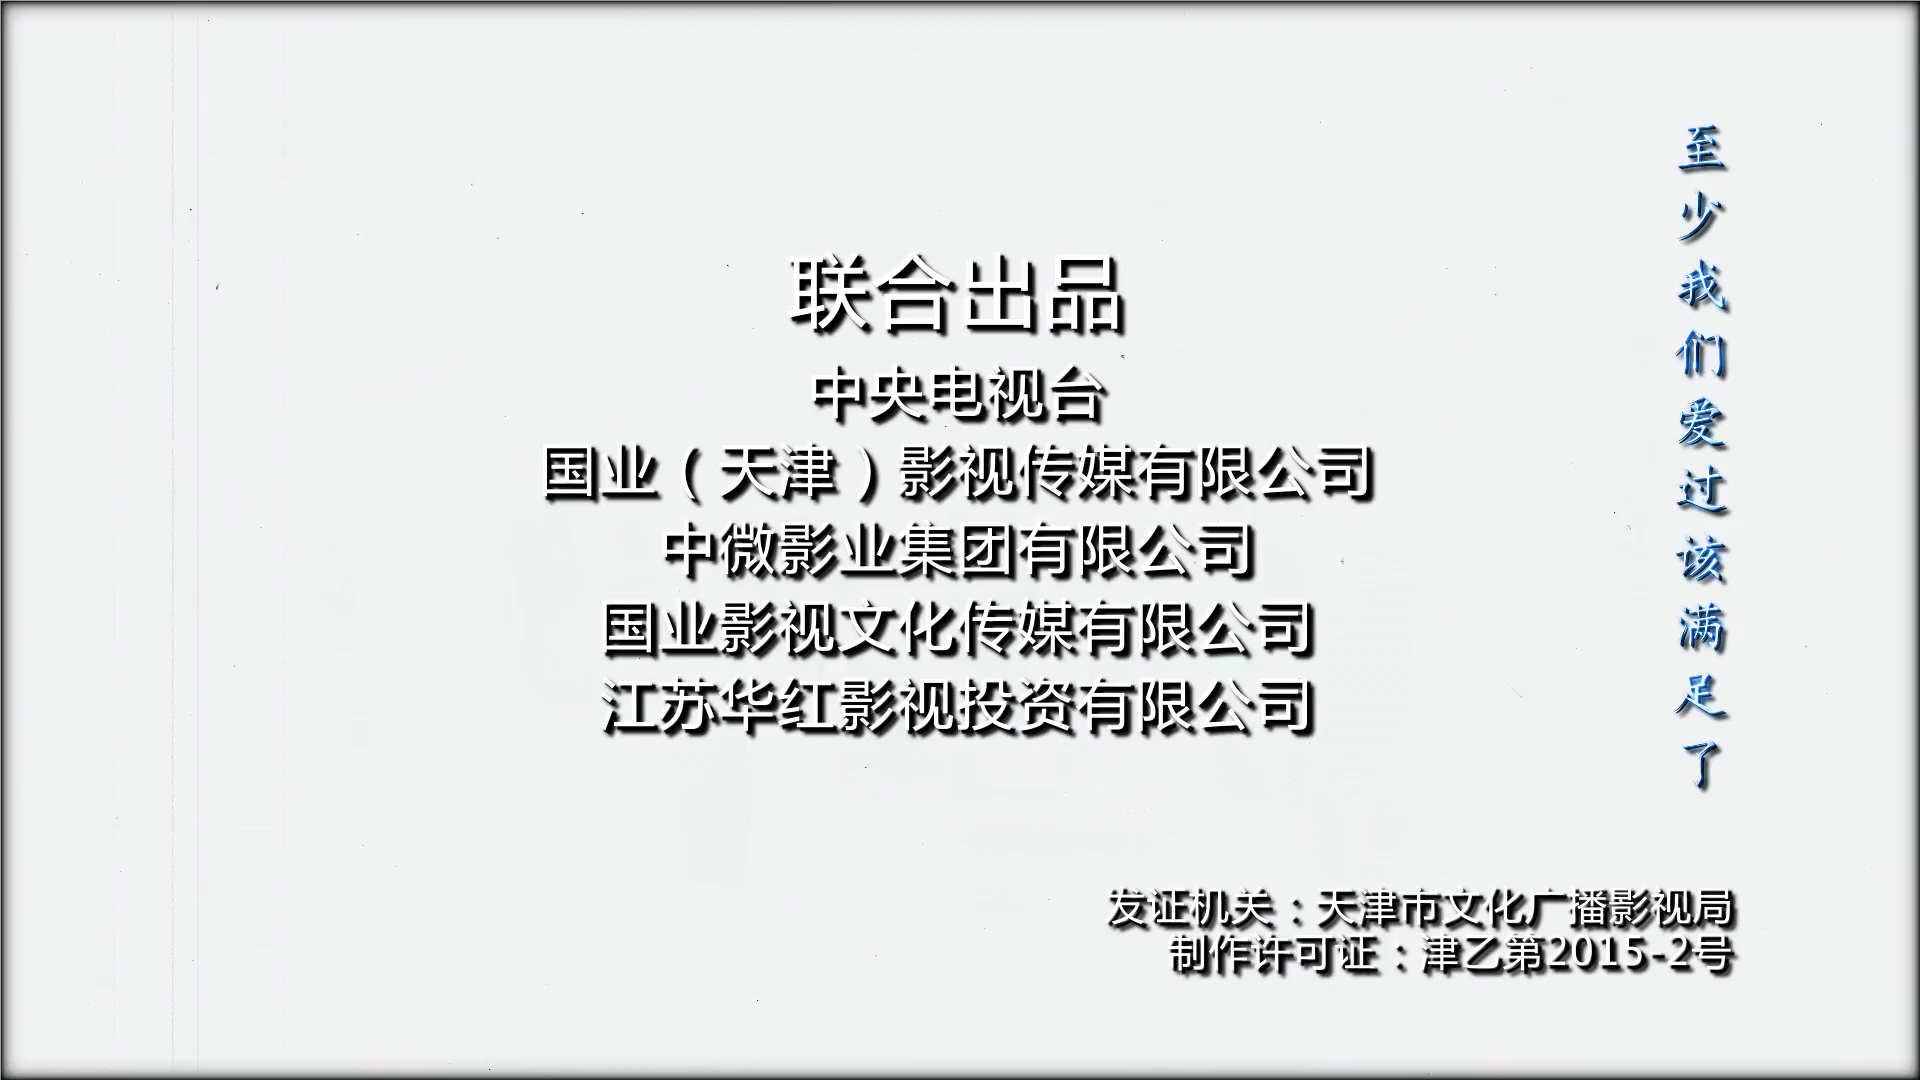 联合出品
中央电视台
国业（天津）影视传媒有限公司
中微影业集团有限公司
国业影视文化传媒有限公司
江苏华红影视投资有限公司
至少我们爱过该满足了
发证机关：天津市文化广播影视局
制作许可证：津乙第2015-2号